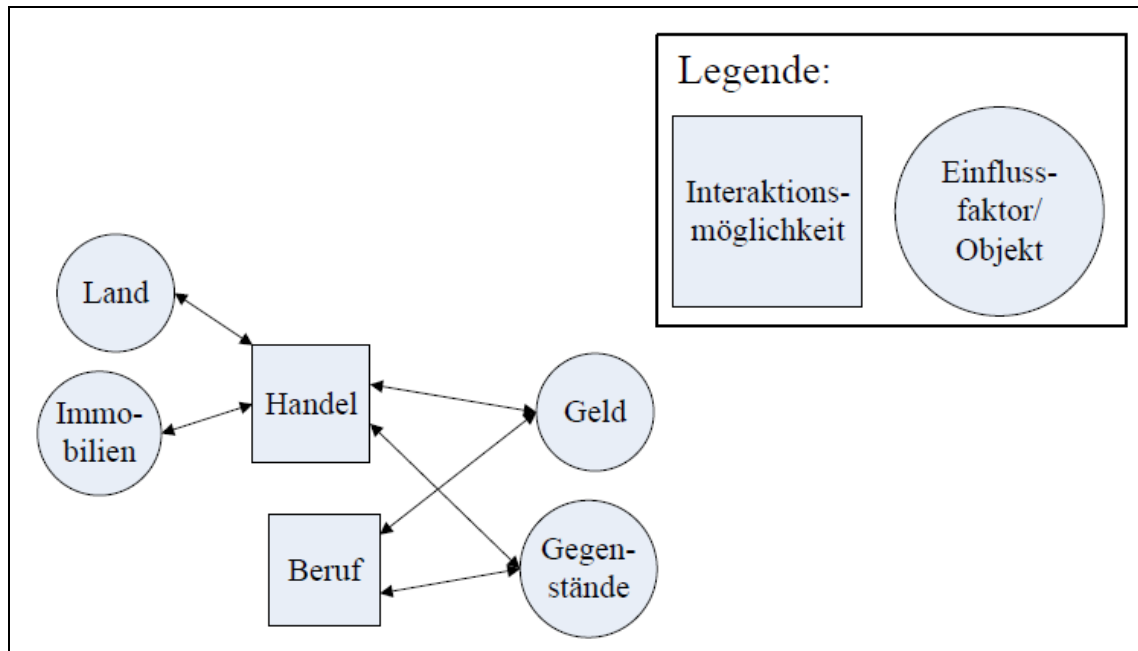 Legende:
Interaktions-
möglichkeit
Einfluss-
faktor/
Objekt
Land
Immo-
bilien
Handel
Geld
Beruf
Gegen-
stände